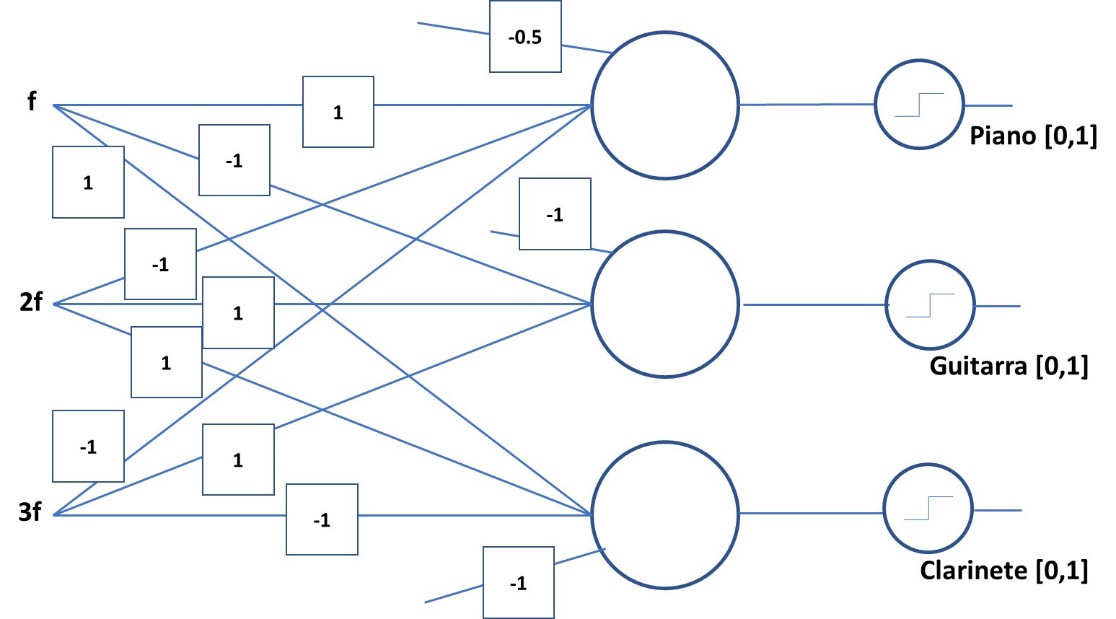 -0.5
f
1
-1
Piano [0,1]
1
-1
-1
2f
1
1
Guitarra [0,1]
-1
1
3f
-1
Clarinete [0,1]
-1